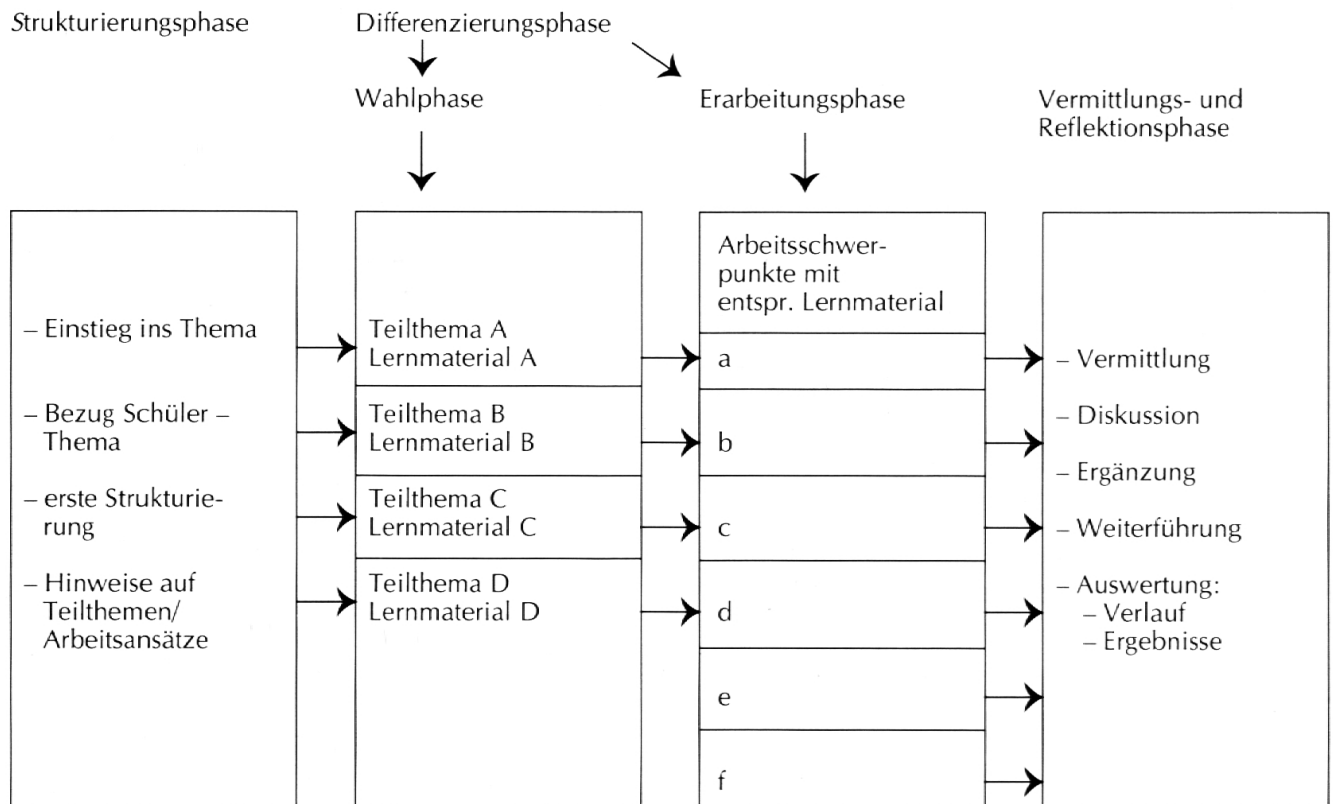 Strukturierungsphase
Differenzierungsphase
Wahlphase
Erarbeitungsphase
Vermittlungs- und
Reflektionsphase
– Einstieg ins Thema
– Bezug Schüler –
Thema
– erste Strukturie-
rung
– Hinweise auf
Teilthemen/
Arbeitsansätze
Teilthema A
Lernmaterial A
Teilthema B
Lernmaterial B
Teilthema C
Lernmaterial C
Teilthema D
Lernmaterial D
Arbeitsschwer-
punkte mit
entspr. Lernmaterial
a
b
c
d
e
f
– Vermittlung
– Diskussion
– Ergänzung
– Weiterführung
– Auswertung:
– Verlauf
– Ergebnisse